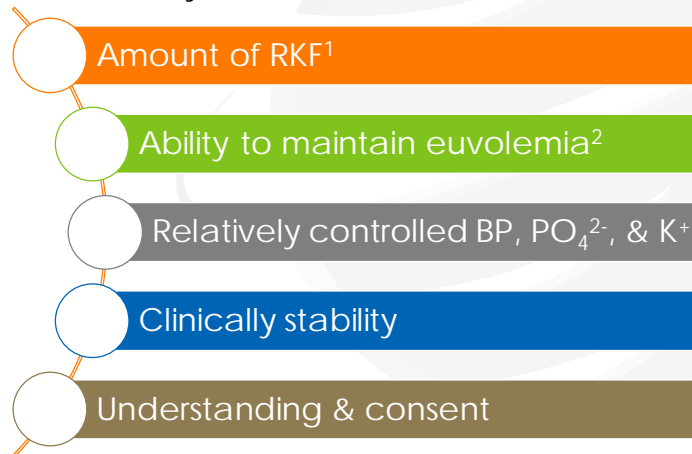 Amount of RKF¹
Ability to maintain euvolemia²
Relatively controlled BP, PO₄²⁻, & K⁺
Clinically stability
Understanding & consent